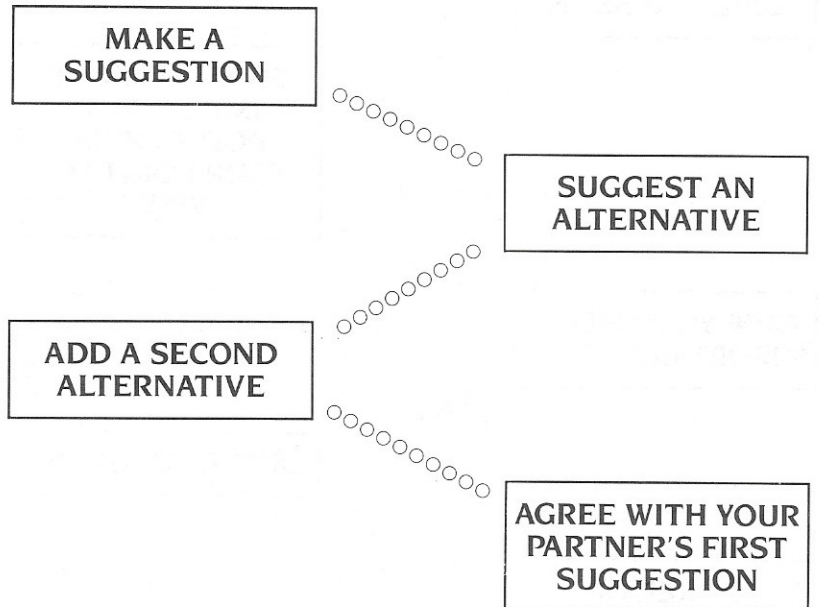 MAKE A
SUGGESTION
SUGGEST AN
ALTERNATIVE
ADD A SECOND
ALTERNATIVE
AGREE WITH YOUR
PARTNER'S FIRST
SUGGESTION